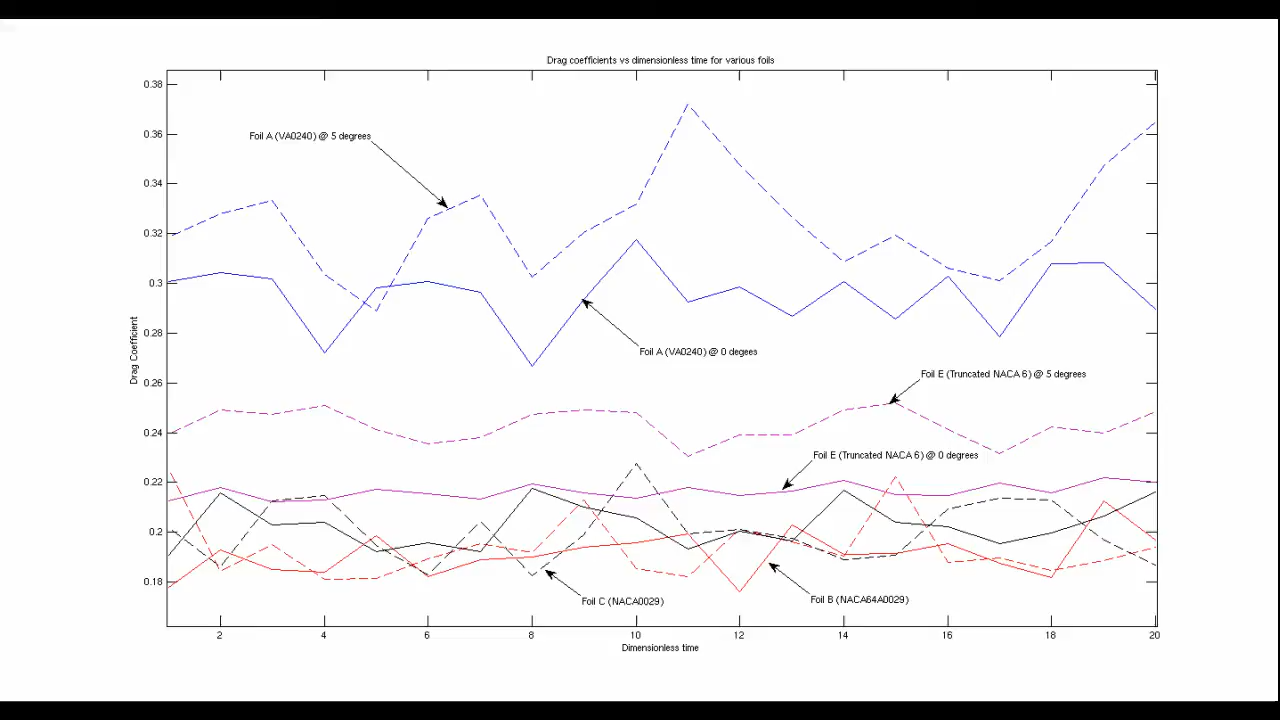 Drag coefficients vs dimensionless time for various foils
0.38
0.36
0.34
0.32
0.3
0.28
0.26
0.24
0.22
0.2
0.18
Drag Coefficient
Foil A (VA0240) @ 5 degrees
Foil A (VA0240) @ 0 degees
Foil E (Truncated NACA 6) @ 5 degrees
Foil E (Truncated NACA 6) @ 0 degrees
Foil C (NACA0029)
Foil B (NACA64A0029)
2 4 6 8 10 12 14 16 18 20
Dimensionless time